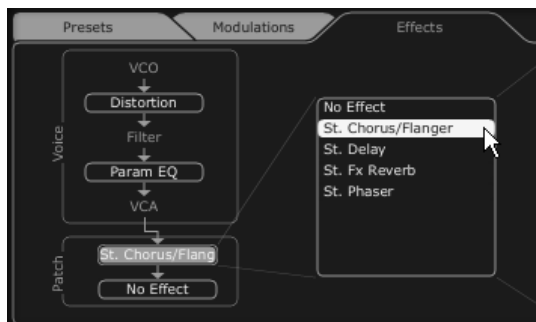 Presets
Modulations
Effects
Voice
VCO
Distortion
Filter
Param EQ
VCA
Patch
St. Chorus/Flang
No Effect
No Effect
St. Chorus/Flanger
St. Delay
St. Fx Reverb
St. Phaser